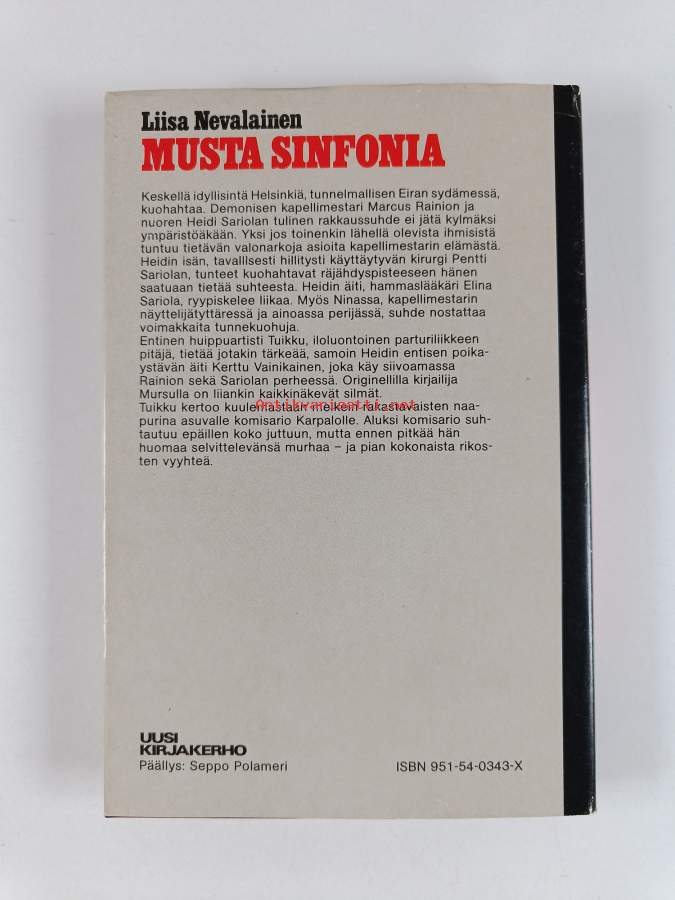 Liisa Nevalainen
MUSTA SINFONIA
Keskellä idyllisintä Helsinkiä, tunnelmallisen Eiran sydämessä,
kuohahtaa. Demonisen kapellimestari Marcus Rainion ja
nuoren Heidi Sariolan tulinen rakkaussuhde ei jätä kylmäksi
ympäristöäkään. Yksi jos toinenkin lähellä olevista ihmisistä
tuntuu tietävän valonarkoja asioita kapellimestarin elämästä.
Heidin isän, tavallisesti hillitysti käyttäytyvän kirurgi Pentti
Sariolan, tunteet kuohahtavat räjähdyspisteeseen hänen
saatuaan tietää suhteesta. Heidin äiti, hammaslääkäri Elina
Sariola, ryypiskelee liikaa. Myös Ninassa, kapellimestarin
näyttelijätyttäressä ja ainoassa perijässä, suhde nostattaa
voimakkaita tunnekuohuja.
Entinen huippuartisti Tuikku, iloluontoinen parturiliikkeen
pitäjä, tietää jotakin tärkeää, samoin Heidin entisen poika-
ystävän äiti Kerttu Vainikainen, joka käy siivoamassa
Rainion sekä Sariolan perheessä. Originellilla kirjailija
Mursulla on liiankin kaikkinäkevät silmät.
Antikvariaatti.net
Tuikku kertoo kuulemastaan melkein rakastavaisten naa-
purina asuvalle komisario Karpalolle. Aluksi komisario suh-
tautuu epäillen koko juttuun, mutta ennen pitkää hän
huomaa selvittelevänsä murhaa – ja pian kokonaista rikos-
ten vyyhteä.
UUSI
KIRJAKERHO
Päällys: Seppo Polameri
ISBN 951-54-0343-X